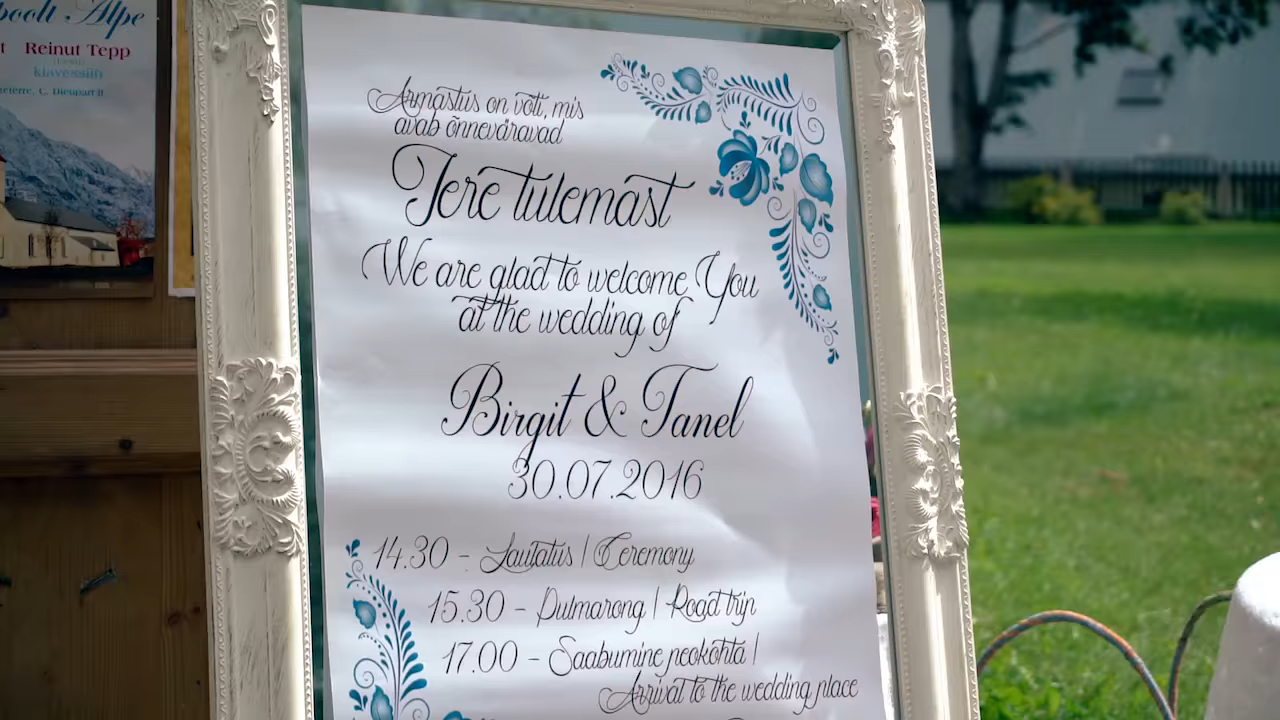 Alpe
Reinut Tepp
klavessiin
Armastus on võti, mis
avab õnneväravad
Tere tulemast
We are glad to welcome You
at the wedding of
Birgit & Tanel
30.07.2016
14.30 - Laulatus | Ceremony
15.30 - Pulmarong | Road trip
17.00 - Saabumine peokohta |
Arrival to the wedding place